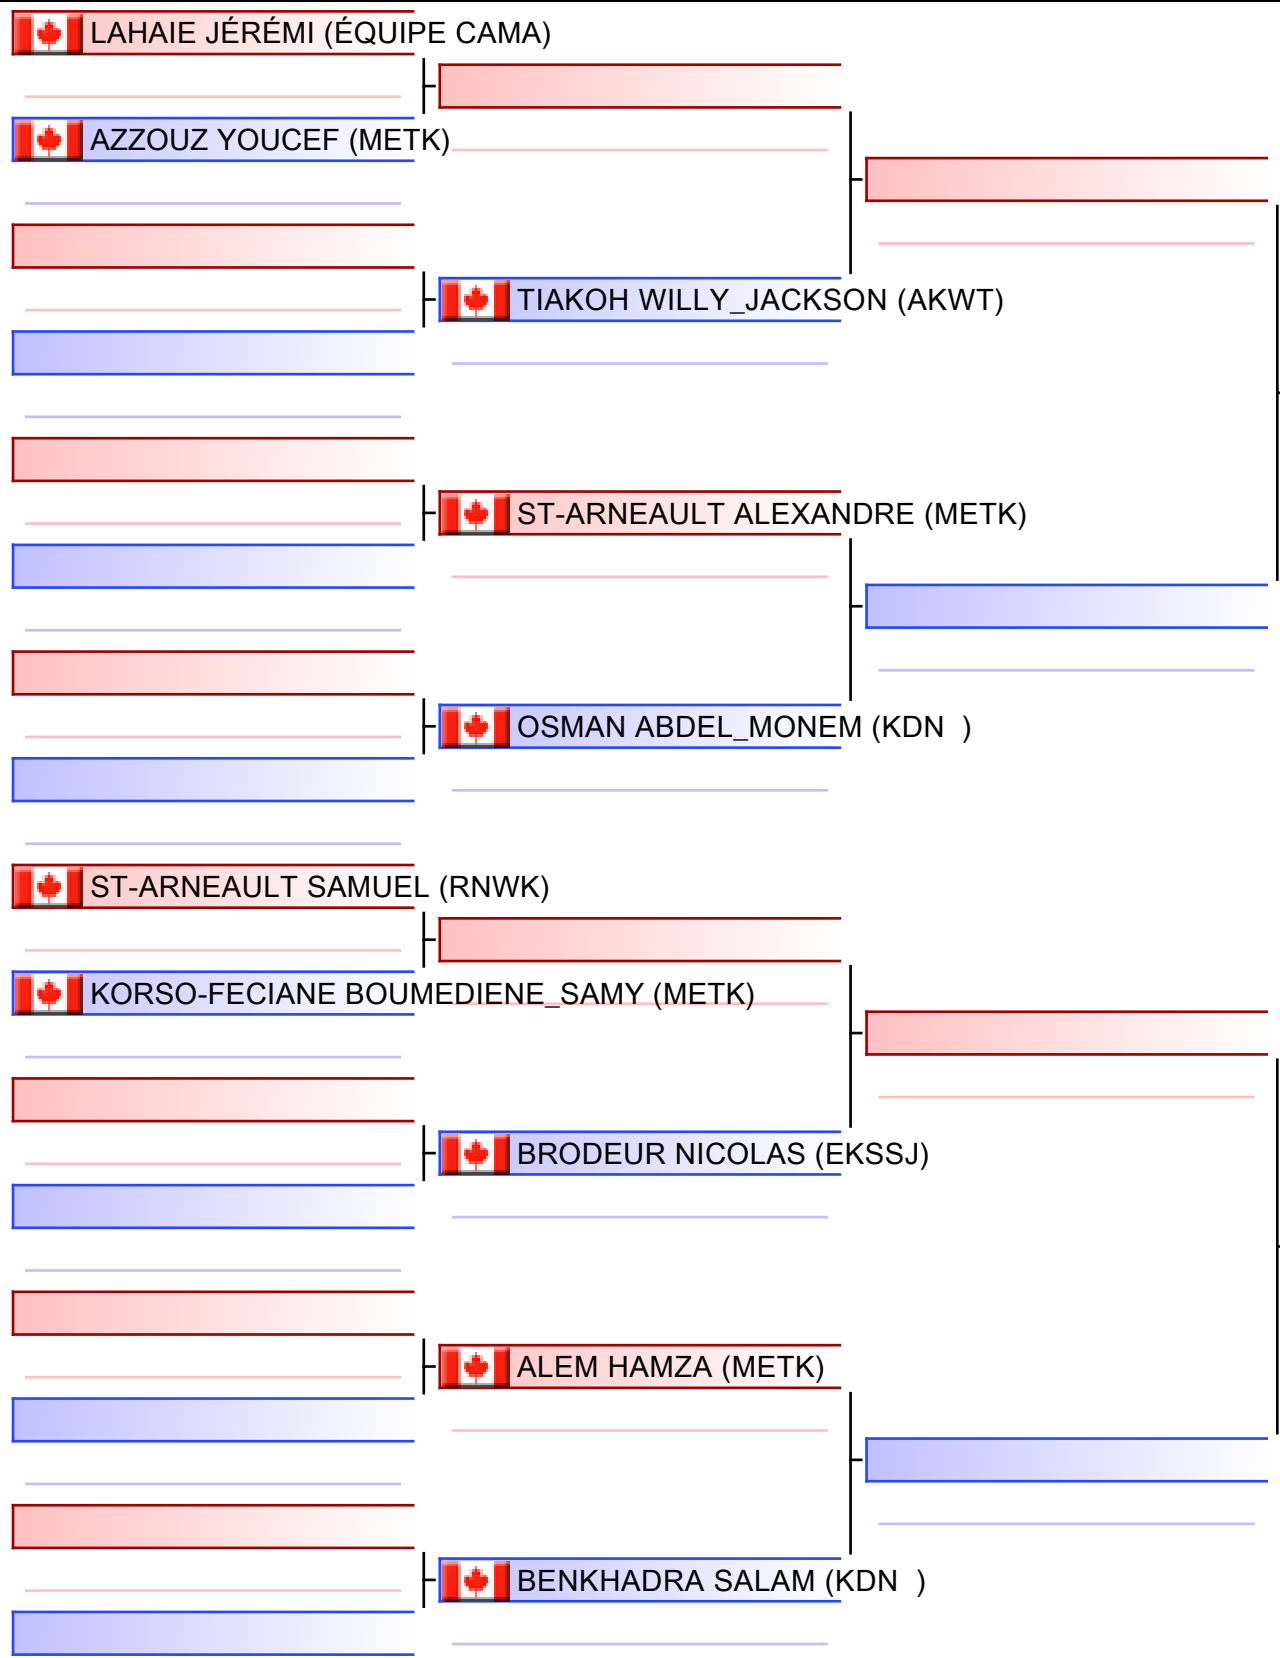 LAHAIE JÉRÉMI (ÉQUIPE CAMA)
AZZOUZ YOUCEF (METK)
TIAKOH WILLY_JACKSON (AKWT)
ST-ARNEAULT ALEXANDRE (METK)
OSMAN ABDEL_MONEM (KDN  )
ST-ARNEAULT SAMUEL (RNWK)
KORSO-FECIANE BOUMEDIENE_SAMY (METK)
BRODEUR NICOLAS (EKSSJ)
ALEM HAMZA (METK)
BENKHADRA SALAM (KDN  )